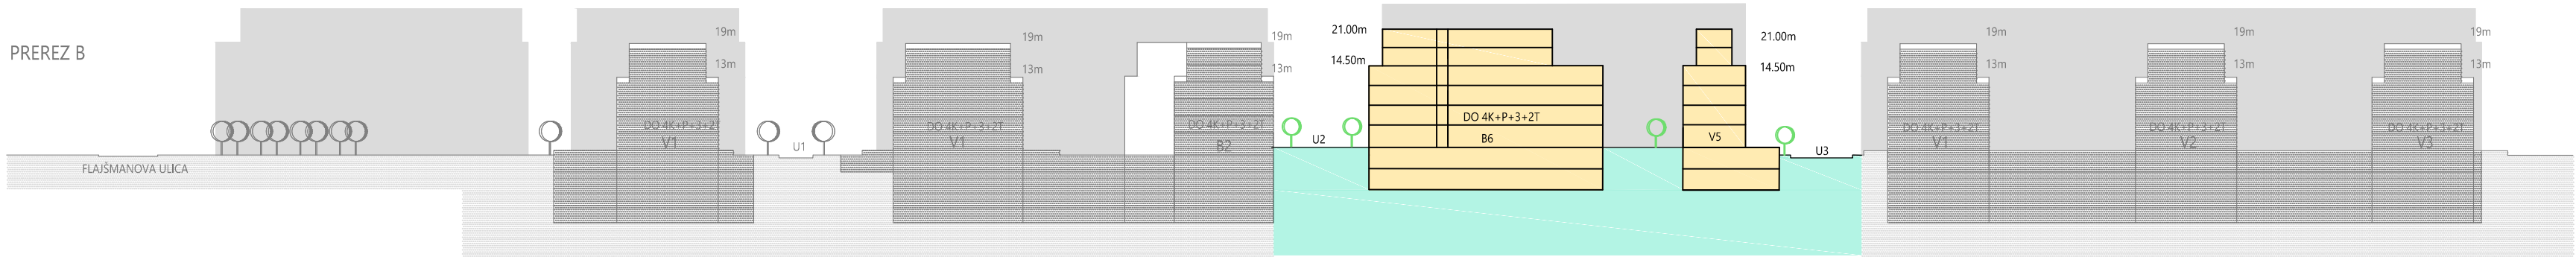 PREREZ B
FLAJŠMANOVA ULICA
19m
13m
DO 4K+P+3+2T
V1
U1
19m
13m
DO 4K+P+3+2T
V1
19m
13m
DO 4K+P+3+2T
B2
U2
21.00m
14.50m
DO 4K+P+3+2T
B6
21.00m
14.50m
V5
U3
19m
13m
DO 4K+P+3+2T
V1
19m
13m
DO 4K+P+3+2T
V2
19m
13m
DO 4K+P+3+2T
V3